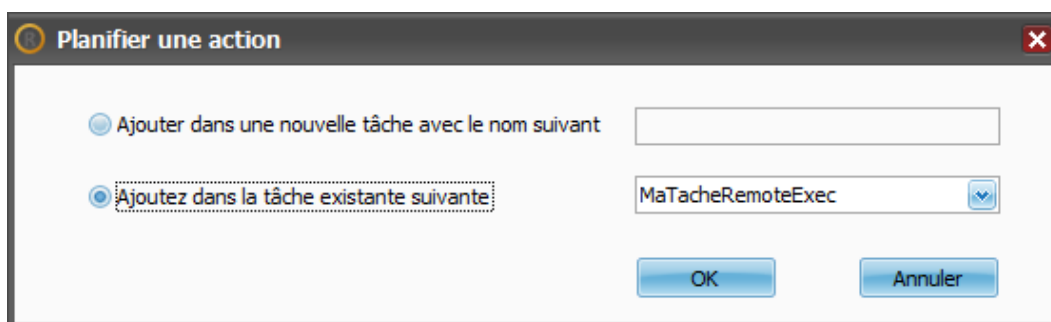 Planifier une action
Ajouter dans une nouvelle tâche avec le nom suivant
Ajoutez dans la tâche existante suivante
MaTacheRemoteExec
OK
Annuler